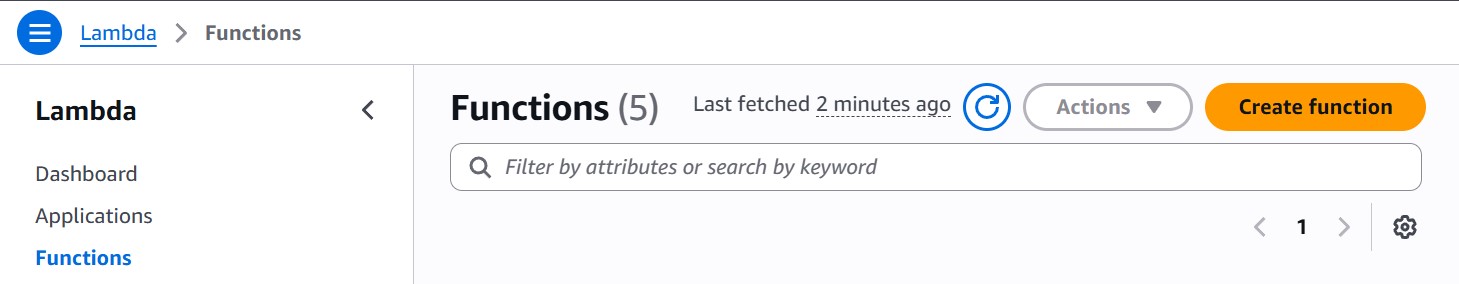 Lambda > Functions
Lambda
Dashboard
Applications
Functions
Functions (5) Last fetched 2 minutes ago Actions Create function
Filter by attributes or search by keyword
1